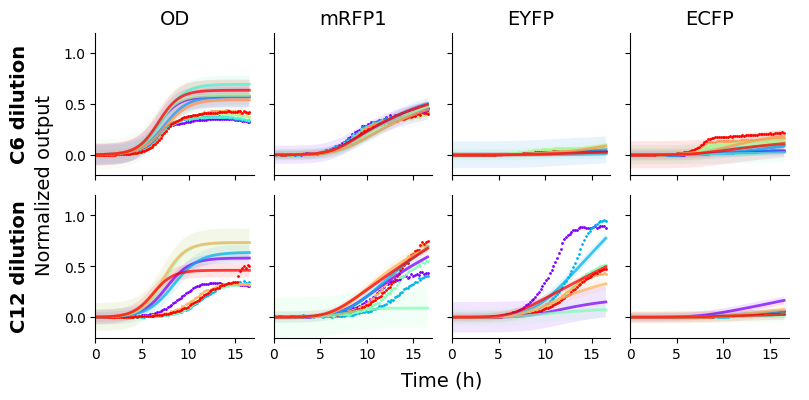 OD mRFP1 EYFP ECFP
C6 dilution
C12 dilution
Normalized output
1.0
0.5
0.0
1.0
0.5
0.0
0 5 10 15 0 5 10 15 0 5 10 15 0 5 10 15
Time (h)